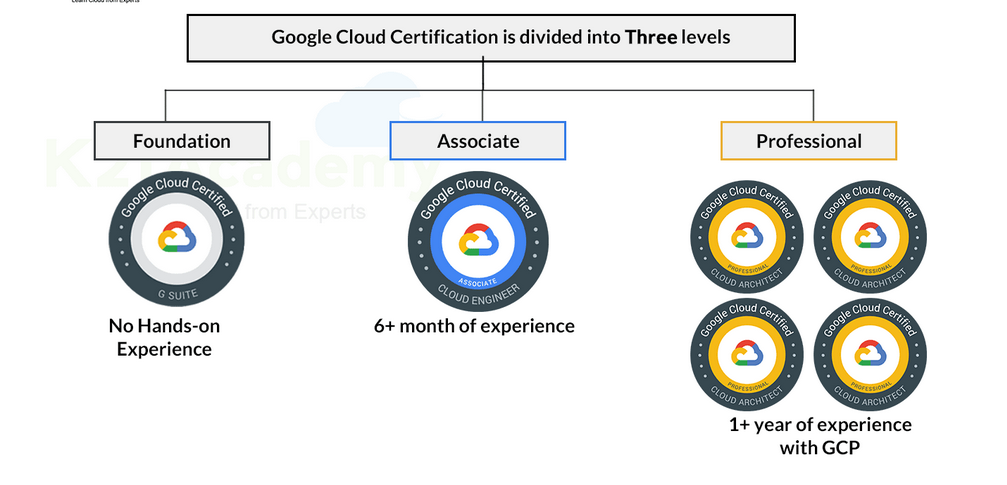 Learn Cloud from Experts
Google Cloud Certification is divided into Three levels
Foundation
Associate
Professional
K21Academy
from Experts
Google Cloud Certified
G SUITE
No Hands-on
Experience
Google Cloud Certified
ASSOCIATE
CLOUD ENGINEER
6+ month of experience
Google Cloud Certified
PROFESSIONAL
CLOUD ARCHITECT
Google Cloud Certified
PROFESSIONAL
CLOUD ARCHITECT
Google Cloud Certified
PROFESSIONAL
CLOUD ARCHITECT
Google Cloud Certified
PROFESSIONAL
CLOUD ARCHITECT
1+ year of experience
with GCP